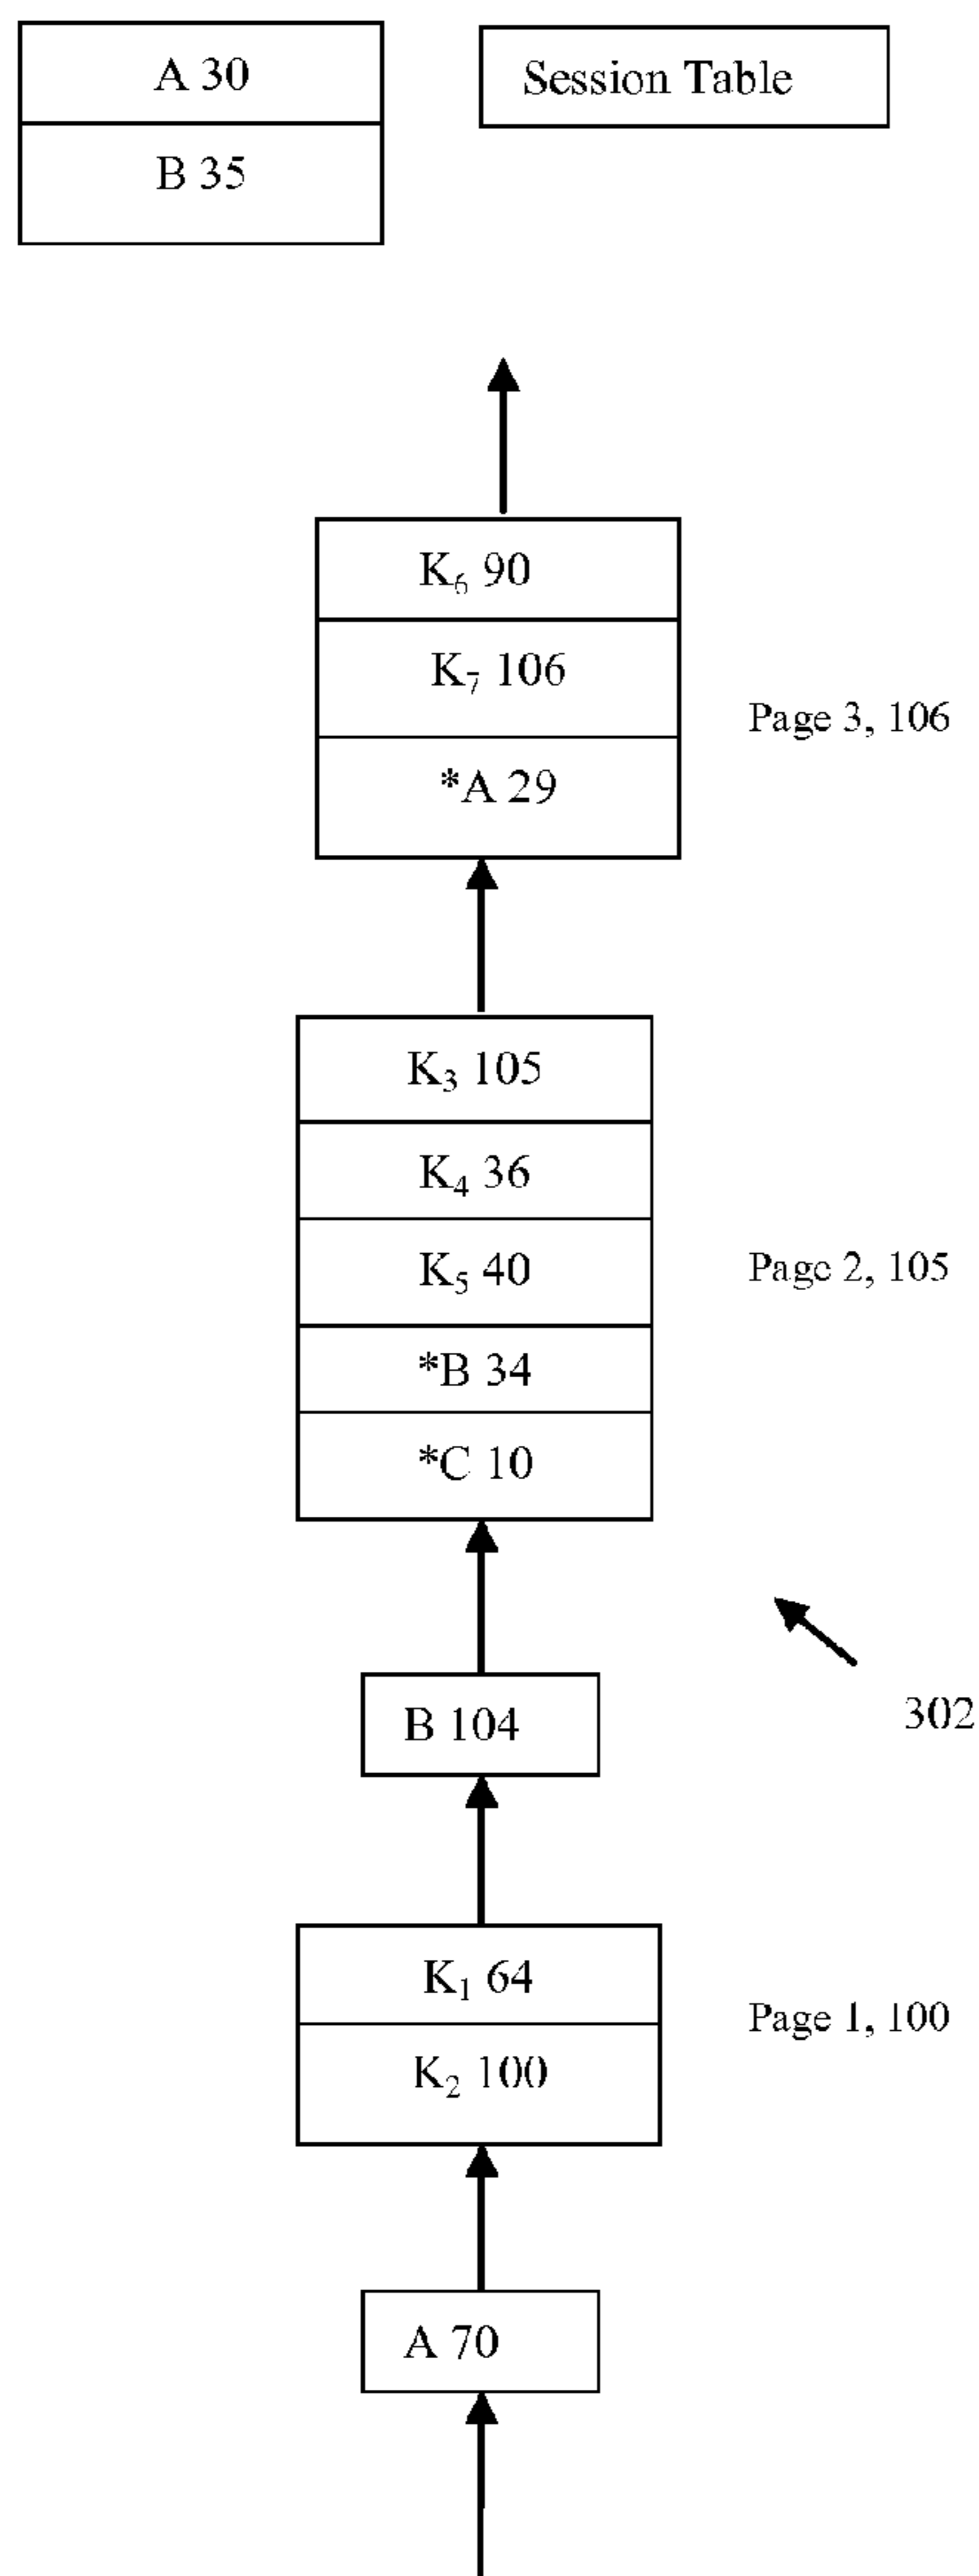 A 30
Session Table
B 35
K₆ 90
K₇ 106
Page 3, 106
*A 29
K₃ 105
K₄ 36
K₅ 40
Page 2, 105
*B 34
*C 10
B 104
302
K₁ 64
Page 1, 100
K₂ 100
A 70